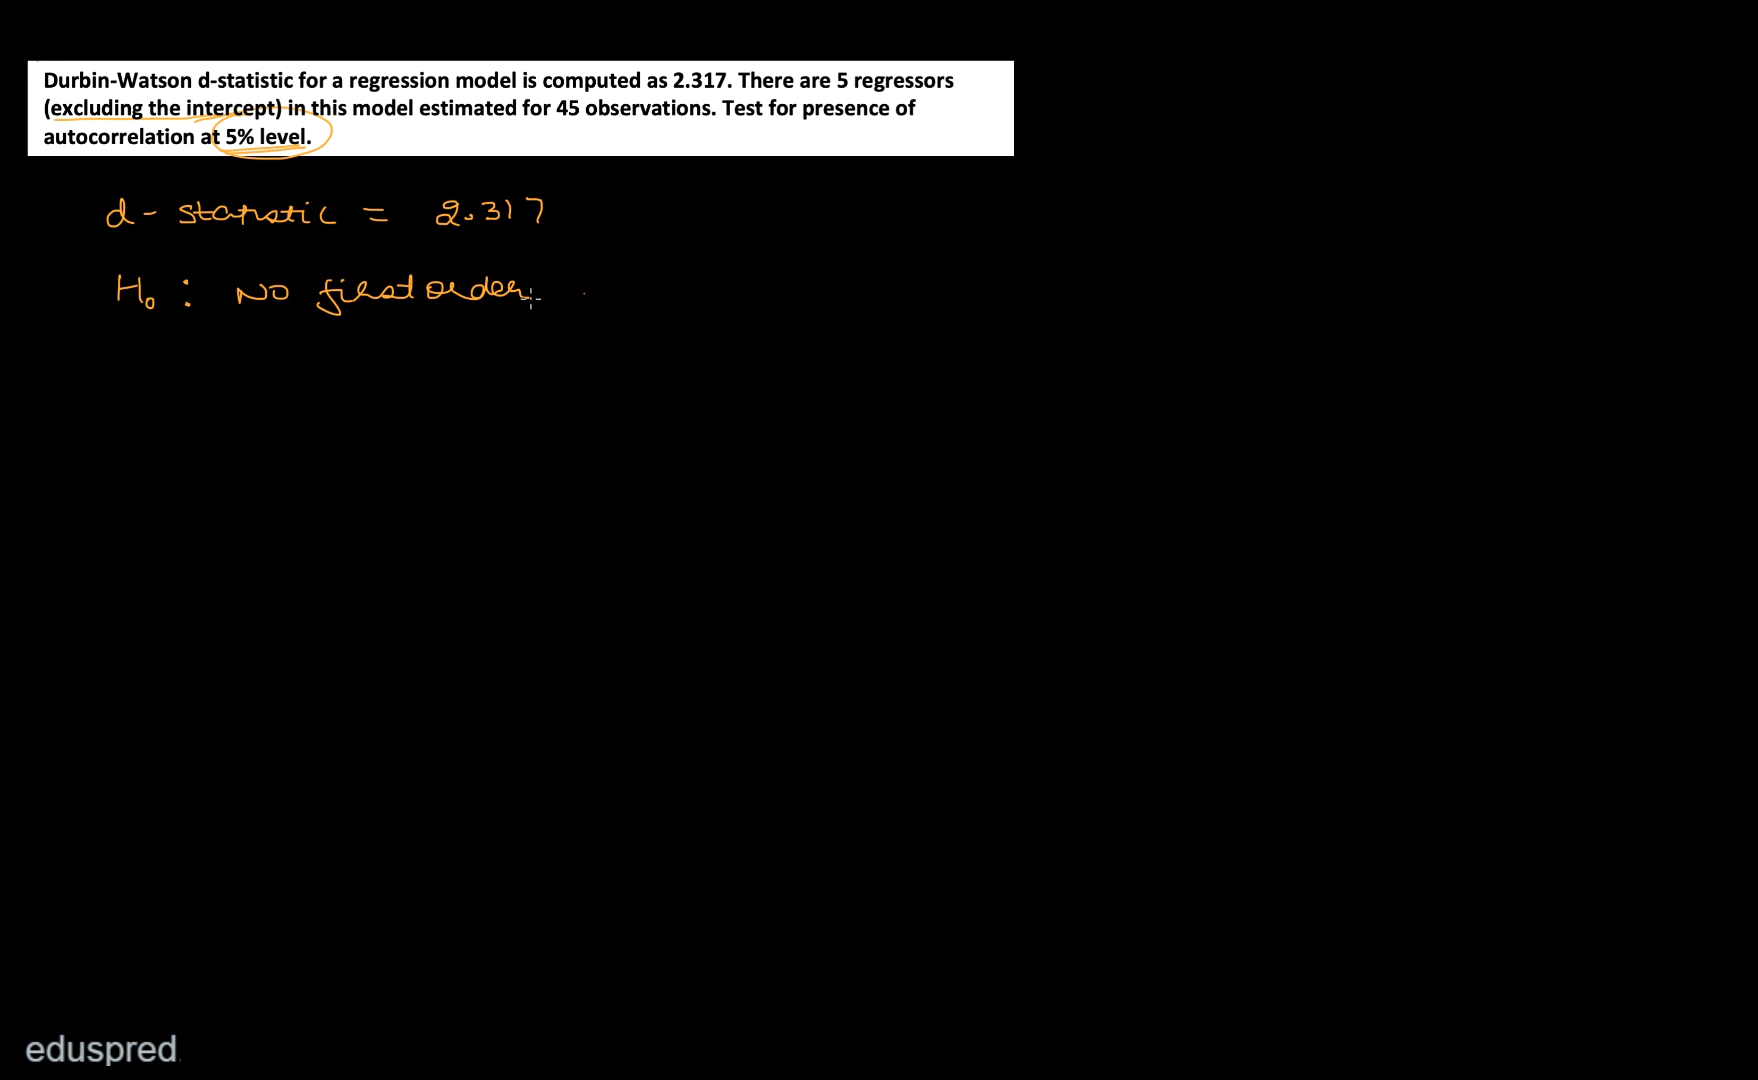 Durbin-Watson d-statistic for a regression model is computed as 2.317. There are 5 regressors
(excluding the intercept) in this model estimated for 45 observations. Test for presence of
autocorrelation at 5% level.
d - statistic = 2.317
H₀ : No first order
eduspred